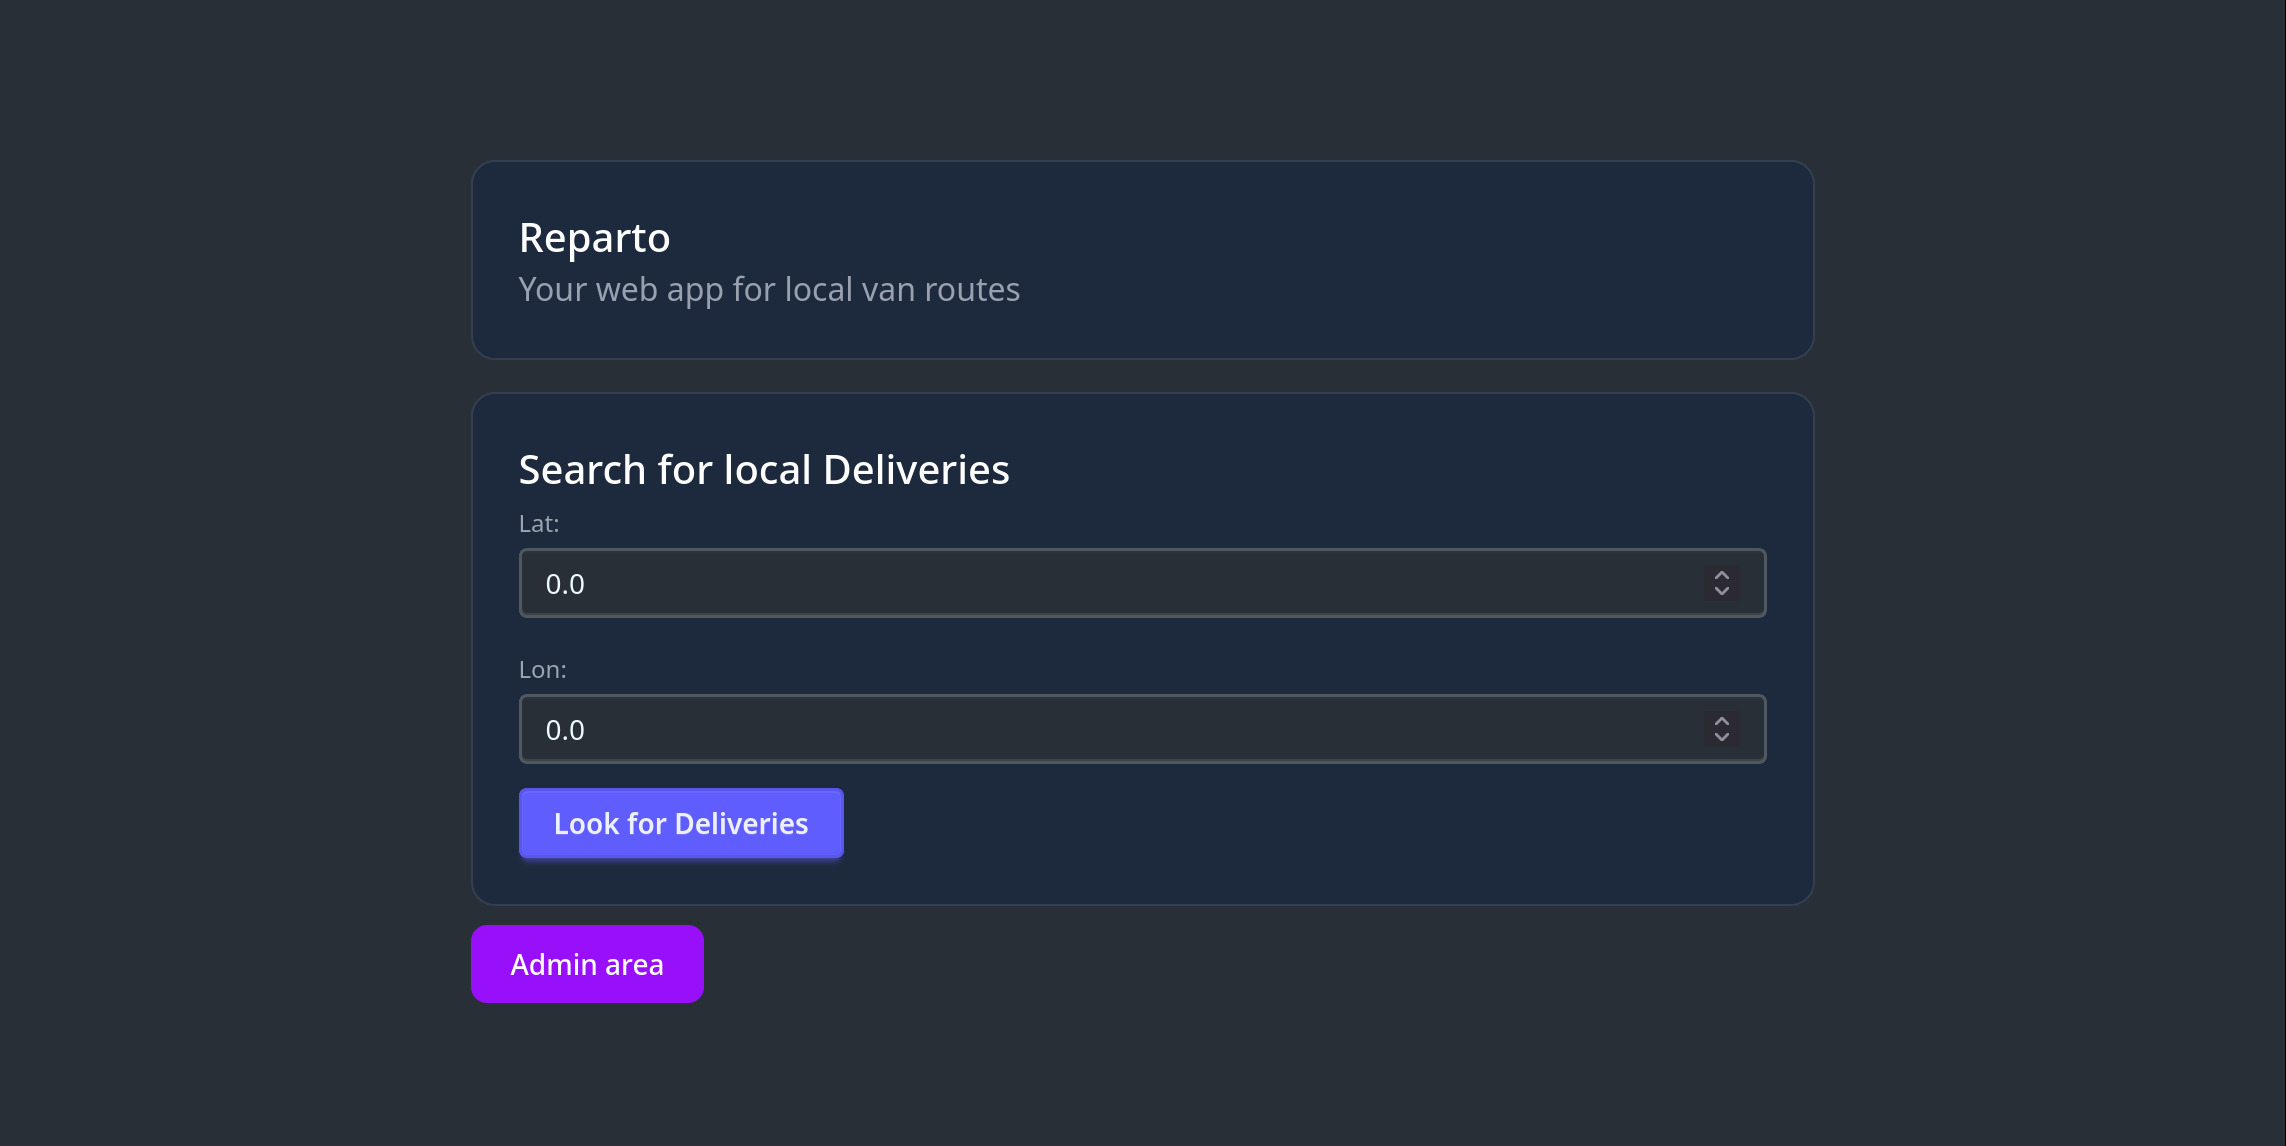 Reparto
Your web app for local van routes
Search for local Deliveries
Lat:
0.0
Lon:
0.0
Look for Deliveries
Admin area